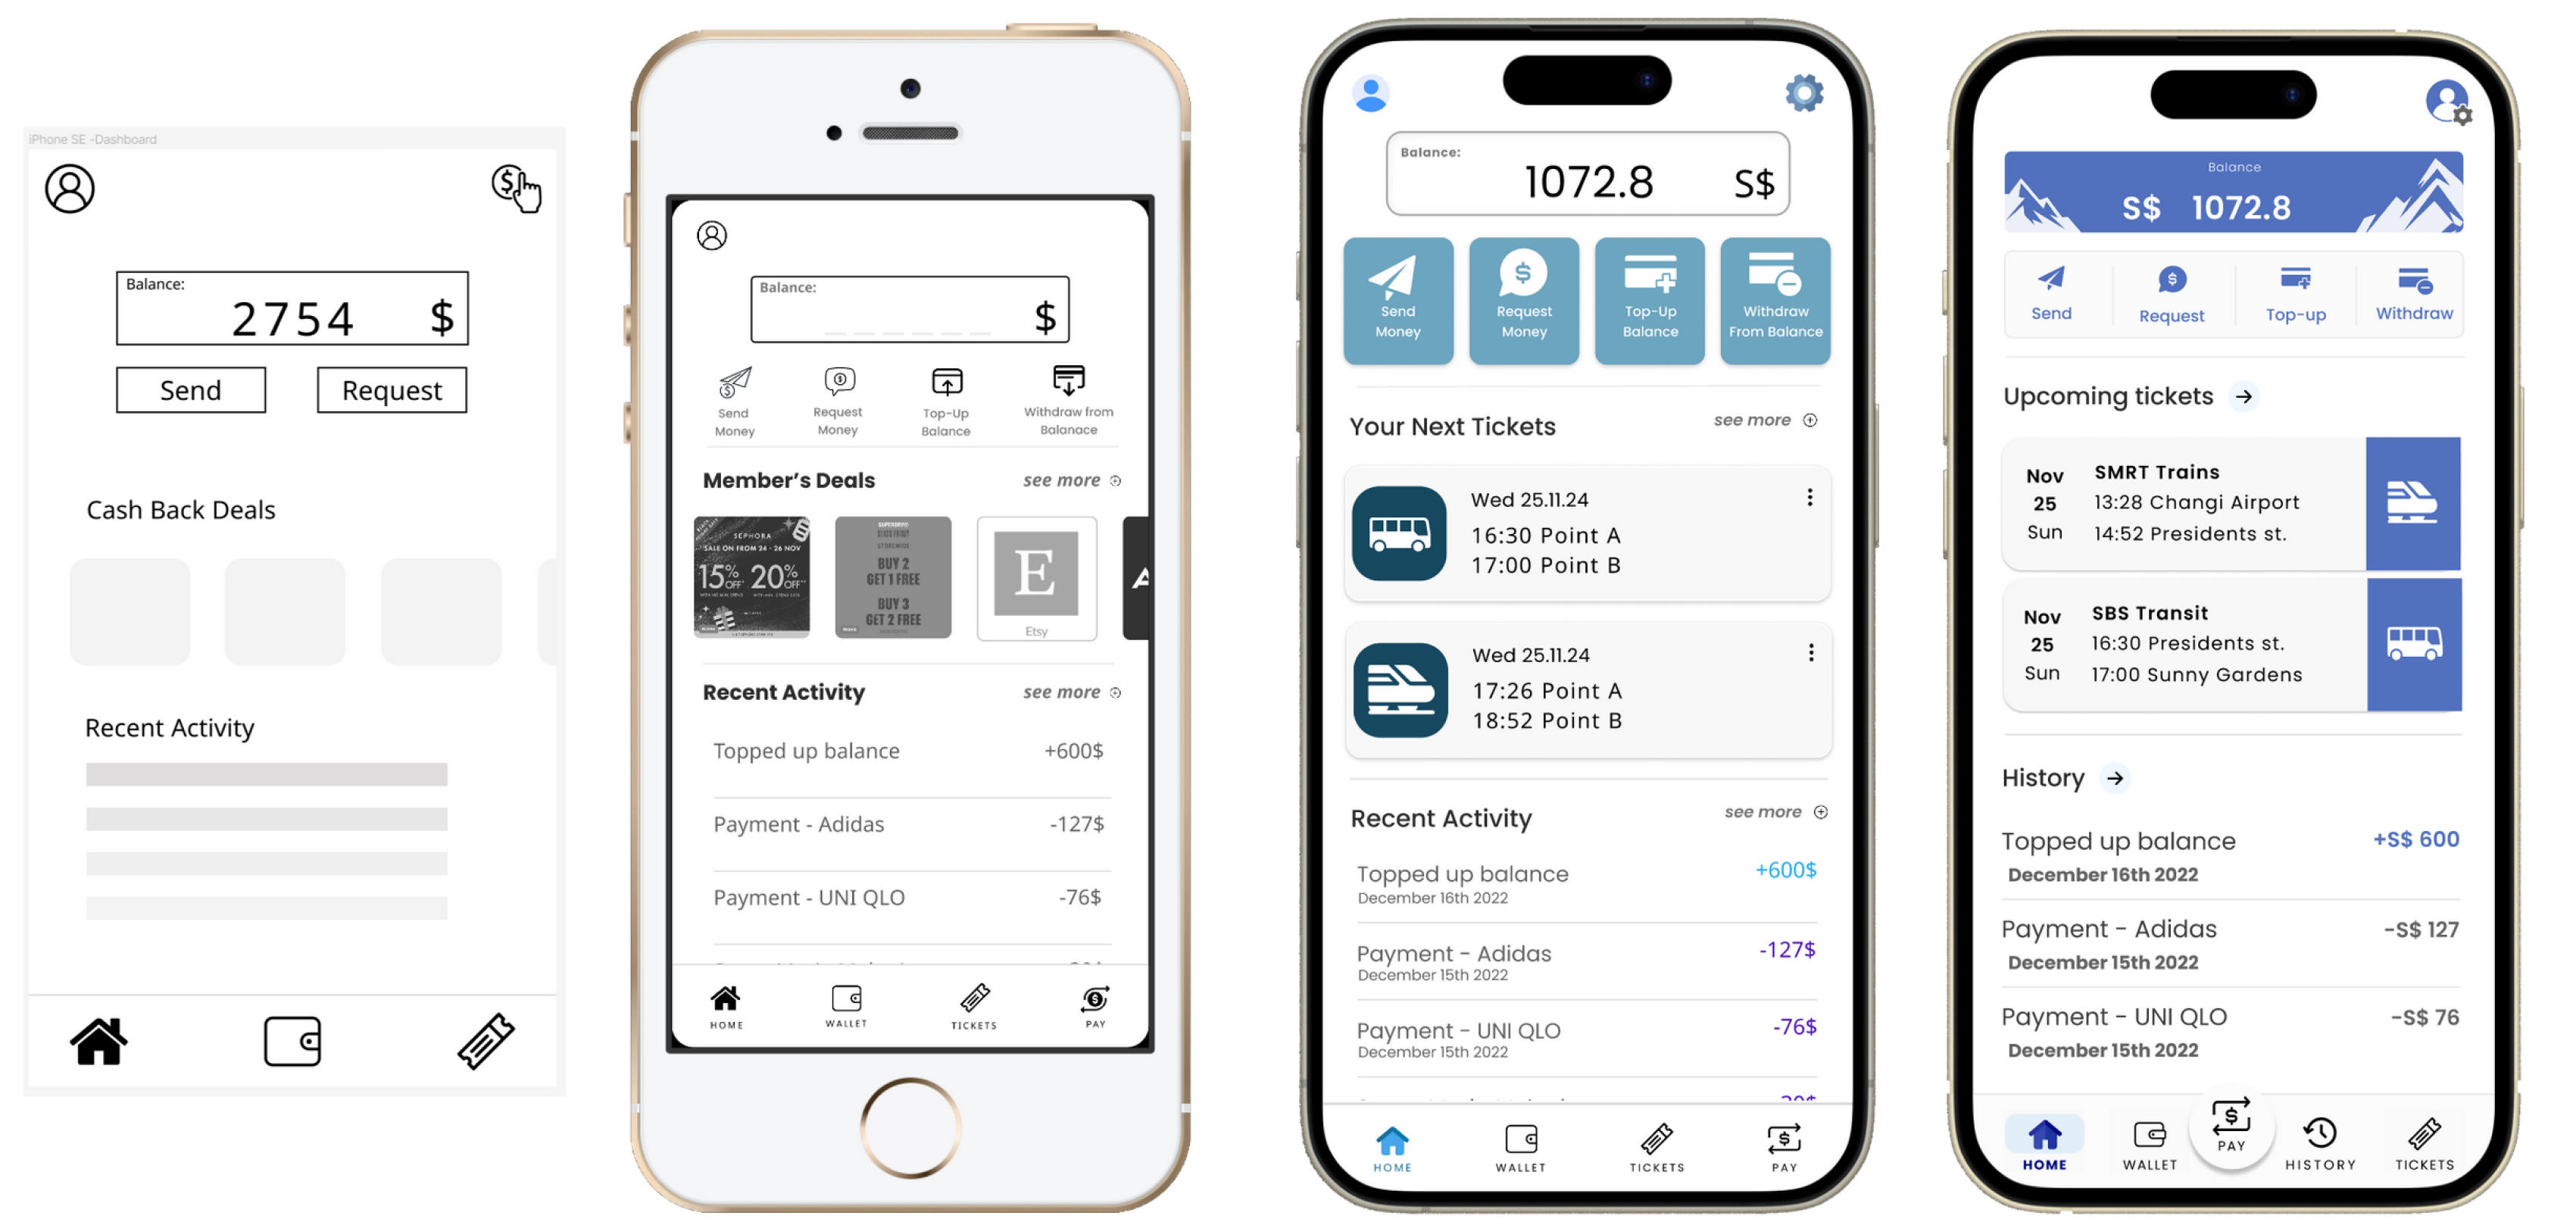 iPhone SE -Dashboard
Balance:
2754 $
Send Request
Cash Back Deals
Recent Activity
Balance:
$
Send
Money
Request
Money
Top-Up
Balance
Withdraw from
Balanace
Member's Deals see more
SEPHORA
SALE ON FROM 24 - 26 NOV
15% OFF 20% OFF
SUPERDRY
BUY 2
GET 1 FREE
BUY 3
GET 2 FREE
E
Etsy
A
Recent Activity see more
Topped up balance +600$
Payment - Adidas -127$
Payment - UNI QLO -76$
HOME WALLET TICKETS PAY
Balance:
1072.8 S$
Send
Money
Request
Money
Top-Up
Balance
Withdraw
From Balance
Your Next Tickets see more
Wed 25.11.24
16:30 Point A
17:00 Point B
Wed 25.11.24
17:26 Point A
18:52 Point B
Recent Activity see more
Topped up balance +600$
December 16th 2022
Payment - Adidas -127$
December 15th 2022
Payment - UNI QLO -76$
December 15th 2022
HOME WALLET TICKETS PAY
Balance
S$ 1072.8
Send Request Top-up Withdraw
Upcoming tickets
Nov
25
Sun
SMRT Trains
13:28 Changi Airport
14:52 Presidents st.
Nov
25
Sun
SBS Transit
16:30 Presidents st.
17:00 Sunny Gardens
History
Topped up balance +S$ 600
December 16th 2022
Payment - Adidas -S$ 127
December 15th 2022
Payment - UNI QLO -S$ 76
December 15th 2022
HOME WALLET PAY HISTORY TICKETS